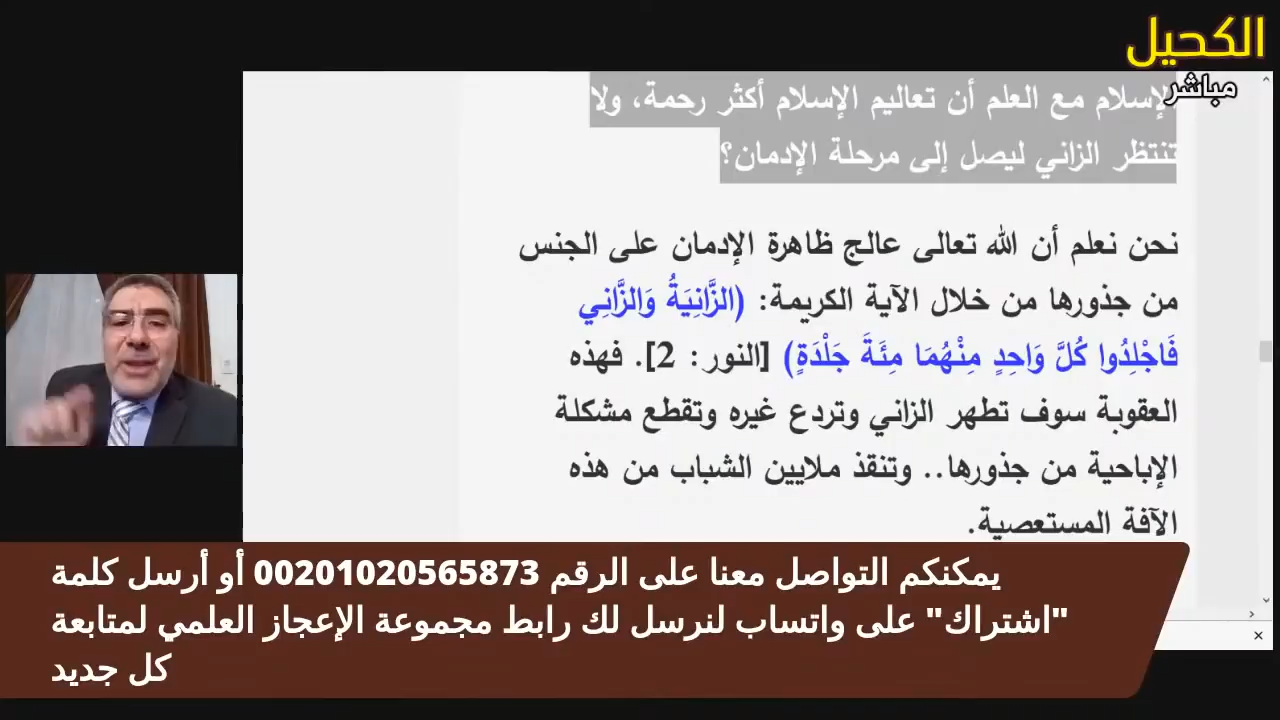 الكحيل
مباشر
الإسلام مع العلم أن تعاليم الإسلام أكثر رحمة، ولا
تنتظر الزاني ليصل إلى مرحلة الإدمان؟
نحن نعلم أن الله تعالى عالج ظاهرة الإدمان على الجنس
من جذورها من خلال الآية الكريمة: (الزَّانِيَةُ وَالزَّانِي
فَاجْلِدُوا كُلَّ وَاحِدٍ مِنْهُمَا مِئَةَ جَلْدَةٍ) [النور: 2]. فهذه
العقوبة سوف تطهر الزاني وتردع غيره وتقطع مشكلة
الإباحية من جذورها.. وتنقذ ملايين الشباب من هذه
الآفة المستعصية.
يمكنكم التواصل معنا على الرقم 00201020565873 أو أرسل كلمة
"اشتراك" على واتساب لنرسل لك رابط مجموعة الإعجاز العلمي لمتابعة
كل جديد